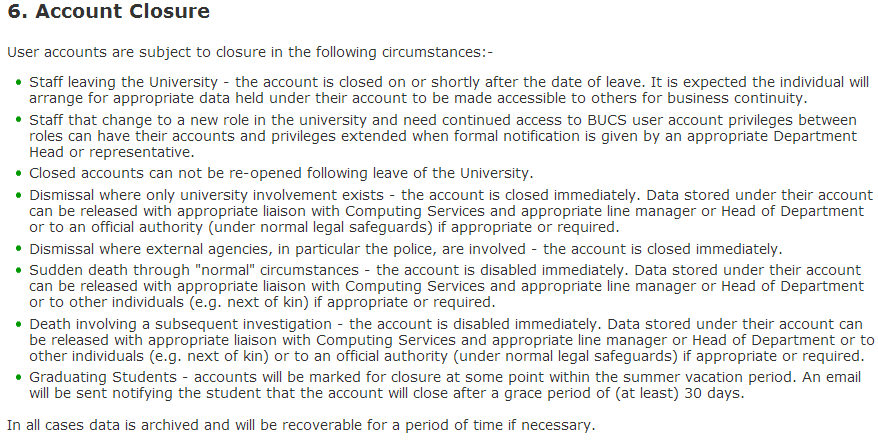 6. Account Closure
User accounts are subject to closure in the following circumstances:-
Staff leaving the University - the account is closed on or shortly after the date of leave. It is expected the individual will
arrange for appropriate data held under their account to be made accessible to others for business continuity.
Staff that change to a new role in the university and need continued access to BUCS user account privileges between
roles can have their accounts and privileges extended when formal notification is given by an appropriate Department
Head or representative.
Closed accounts can not be re-opened following leave of the University.
Dismissal where only university involvement exists - the account is closed immediately. Data stored under their account
can be released with appropriate liaison with Computing Services and appropriate line manager or Head of Department
or to an official authority (under normal legal safeguards) if appropriate or required.
Dismissal where external agencies, in particular the police, are involved - the account is closed immediately.
Sudden death through "normal" circumstances - the account is disabled immediately. Data stored under their account
can be released with appropriate liaison with Computing Services and appropriate line manager or Head of Department
or to other individuals (e.g. next of kin) if appropriate or required.
Death involving a subsequent investigation - the account is disabled immediately. Data stored under their account can
be released with appropriate liaison with Computing Services and appropriate line manager or Head of Department or to
other individuals (e.g. next of kin) or to an official authority (under normal legal safeguards) if appropriate or required.
Graduating Students - accounts will be marked for closure at some point within the summer vacation period. An email
will be sent notifying the student that the account will close after a grace period of (at least) 30 days.
In all cases data is archived and will be recoverable for a period of time if necessary.